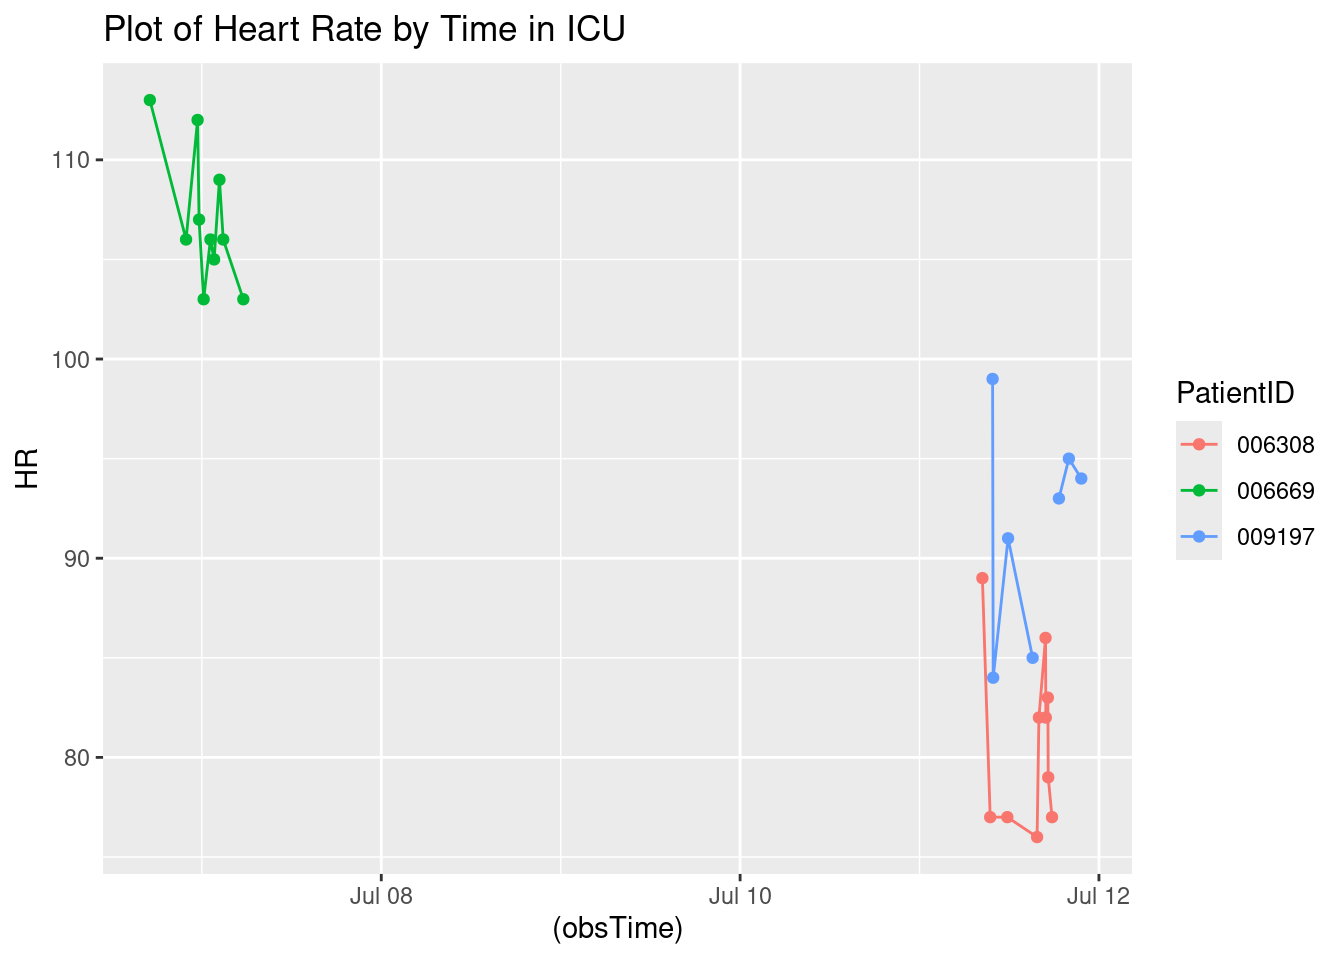 Plot of Heart Rate by Time in ICU
110
100
90
80
HR
Jul 08
Jul 10
Jul 12
(obsTime)
PatientID
006308
006669
009197